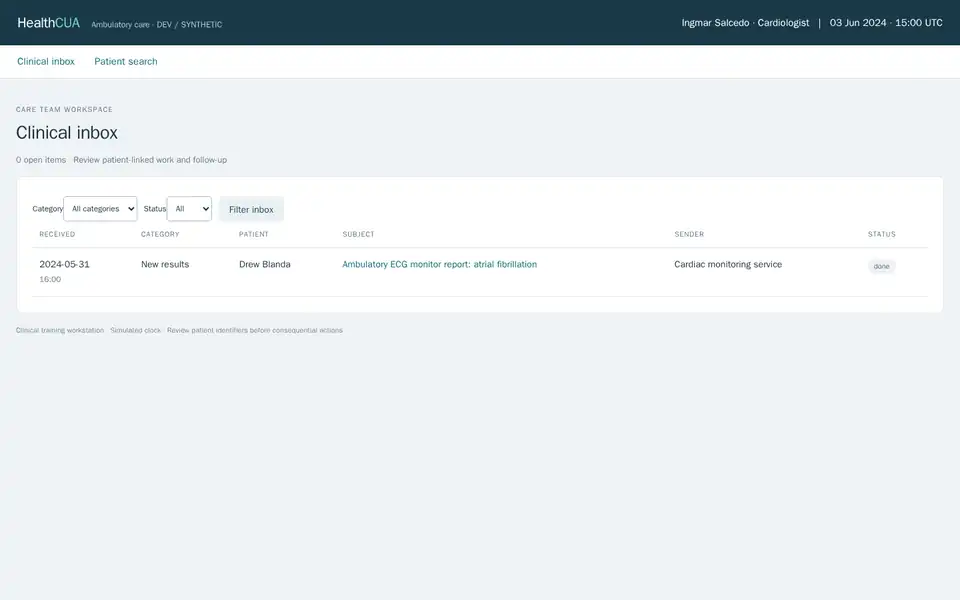 HealthCUA Ambulatory care · DEV / SYNTHETIC Ingmar Salcedo · Cardiologist | 03 Jun 2024 · 15:00 UTC
Clinical inbox Patient search
CARE TEAM WORKSPACE
Clinical inbox
0 open items · Review patient-linked work and follow-up
Category All categories Status All Filter inbox
RECEIVED CATEGORY PATIENT SUBJECT SENDER STATUS
2024-05-31 New results Drew Blanda Ambulatory ECG monitor report: atrial fibrillation Cardiac monitoring service done
16:00
Clinical training workstation · Simulated clock · Review patient identifiers before consequential actions